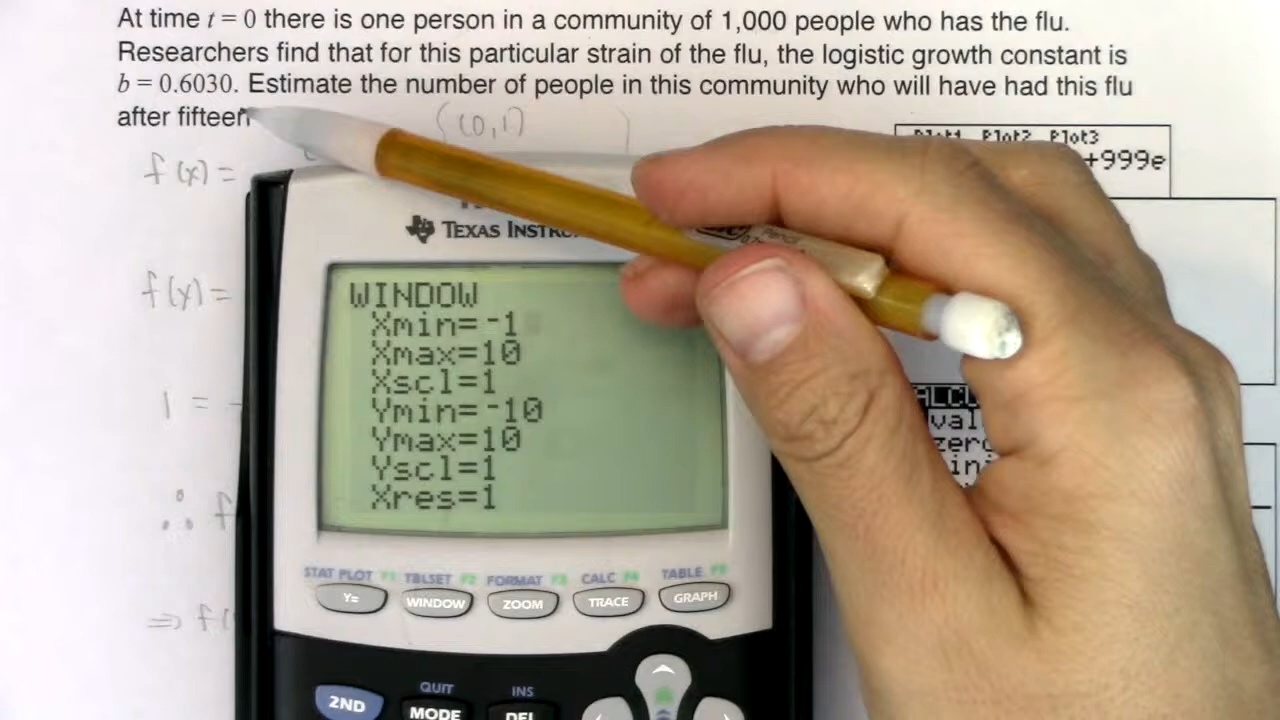 At time t = 0 there is one person in a community of 1,000 people who has the flu.
Researchers find that for this particular strain of the flu, the logistic growth constant is
b = 0.6030. Estimate the number of people in this community who will have had this flu
after fifteen
(0,1)
Plot1 Plot2 Plot3
+999e
f(x) =
TEXAS INSTRU
WINDOW
Xmin=-1
Xmax=10
Xscl=1
Ymin=-10
Ymax=10
Yscl=1
Xres=1
f(x) =
1 =
∴ f
⇒ f(
ALCU
val
zero
in
STAT PLOT F1 TBLSET F2 FORMAT F3 CALC F4 TABLE F5
Y= WINDOW ZOOM TRACE GRAPH
QUIT INS
2ND MODE DEL